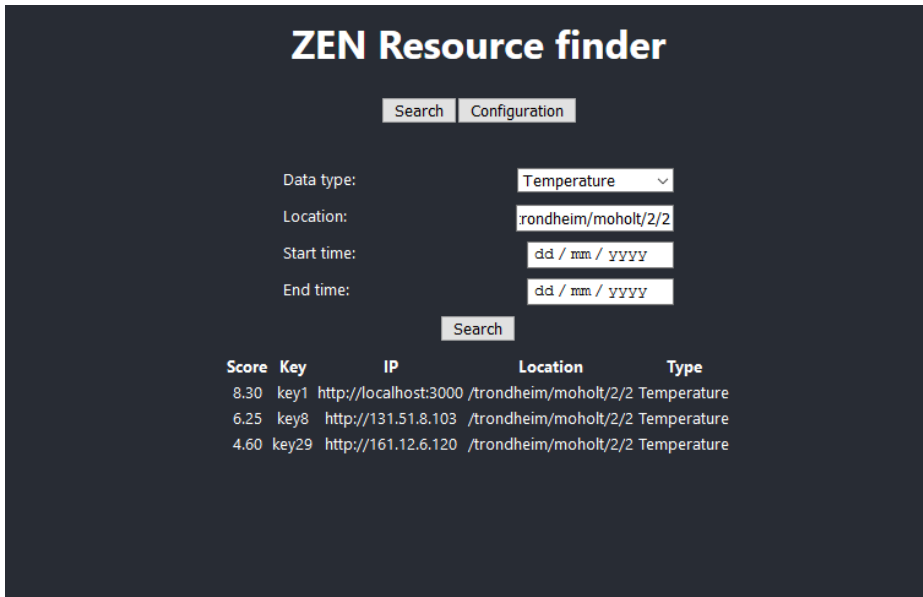 ZEN Resource finder
Search Configuration
Data type: Temperature
Location: trondheim/moholt/2/2
Start time: dd / mm / yyyy
End time: dd / mm / yyyy
Search
Score Key IP Location Type
8.30 key1 http://localhost:3000 /trondheim/moholt/2/2 Temperature
6.25 key8 http://131.51.8.103 /trondheim/moholt/2/2 Temperature
4.60 key29 http://161.12.6.120 /trondheim/moholt/2/2 Temperature